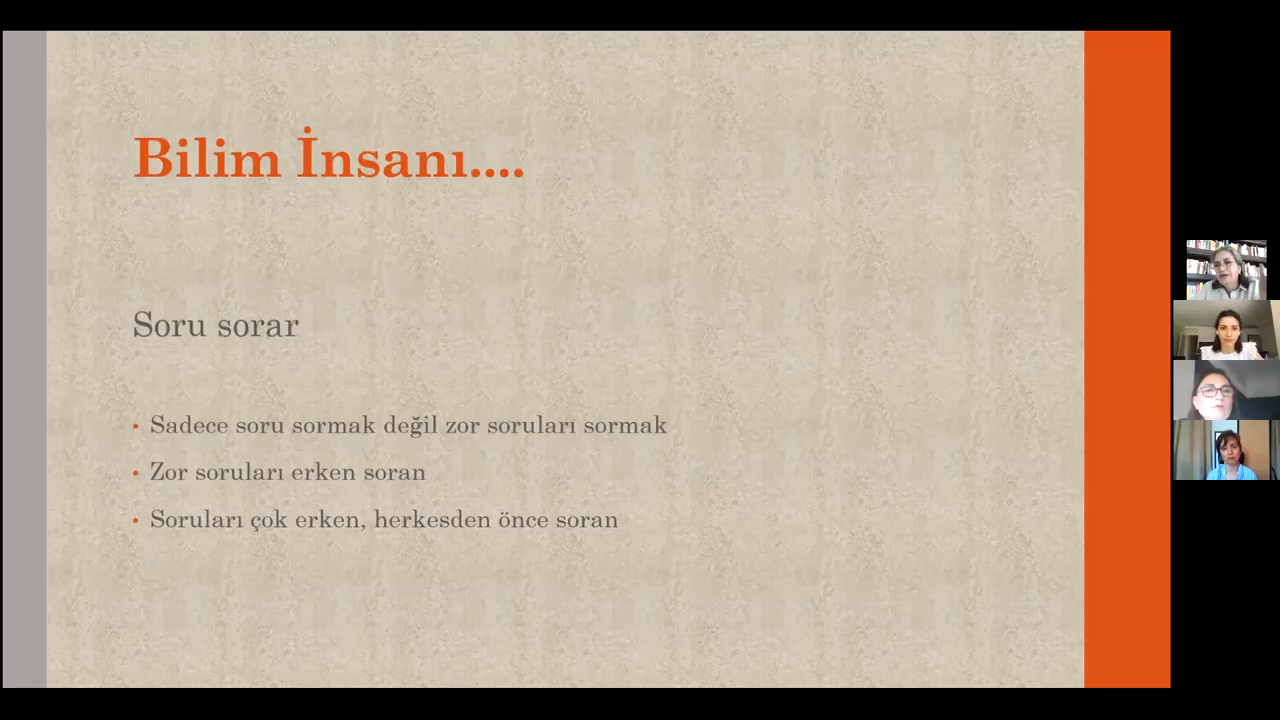 Bilim İnsanı....
Soru sorar
• Sadece soru sormak değil zor soruları sormak
• Zor soruları erken soran
• Soruları çok erken, herkesden önce soran